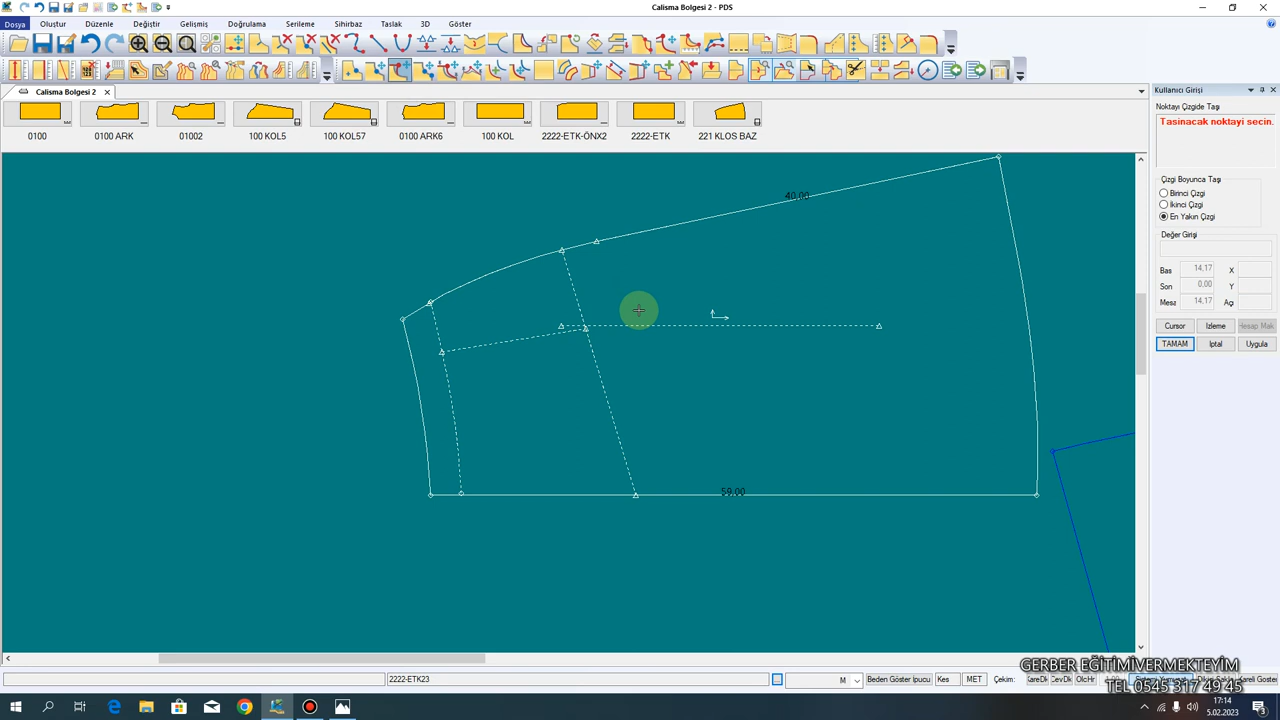 Calisma Bolgesi 2 - PDS
Dosya Oluştur Düzenle Değiştir Gelişmiş Doğrulama Serileme Sihirbaz Taslak 3D Göster
Calisma Bolgesi 2
0100 0100 ARK 01002 100 KOL5 100 KOL57 0100 ARK6 100 KOL 2222-ETK-ÖNX2 2222-ETK 221 KLOS BAZ
Kullanıcı Girişi
Noktayı Çizgide Taşı
Tasinacak noktayi secin.
Çizgi Boyunca Taşı
Birinci Çizgi
İkinci Çizgi
En Yakın Çizgi
Değer Girişi
Bas 14,17 X
Son 0,00 Y
Mesa 14,17 Açı
Cursor Izleme Hesap Mak
TAMAM Iptal Uygula
40.00
59.00
2222-ETK23 M Beden Göster İpucu Kes MET Çekim:
GERBER EĞİTİMİVERMEKTEYİM
TEL 0545 317 49 45
17:14
5.02.2023